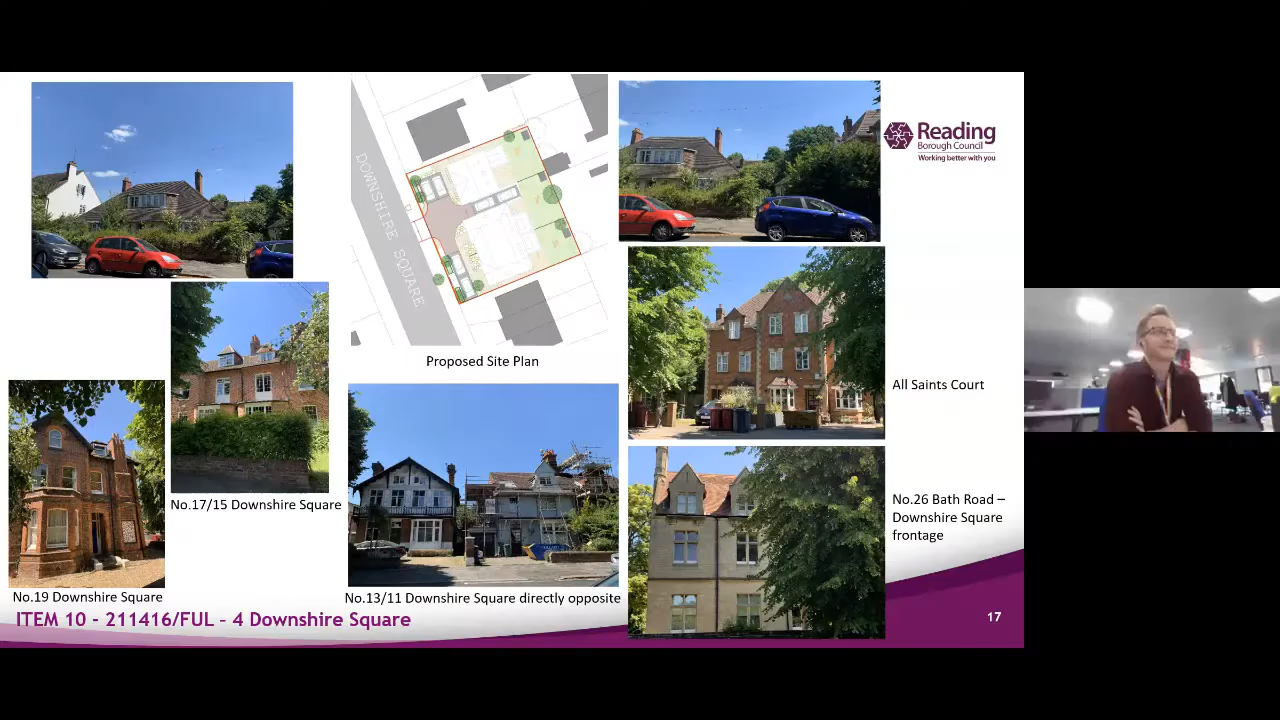 DOWNSHIRE SQUARE
Reading
Borough Council
Working better with you
Proposed Site Plan
All Saints Court
No.17/15 Downshire Square
No.26 Bath Road –
Downshire Square
frontage
No.19 Downshire Square
No.13/11 Downshire Square directly opposite
ITEM 10 - 211416/FUL – 4 Downshire Square
17